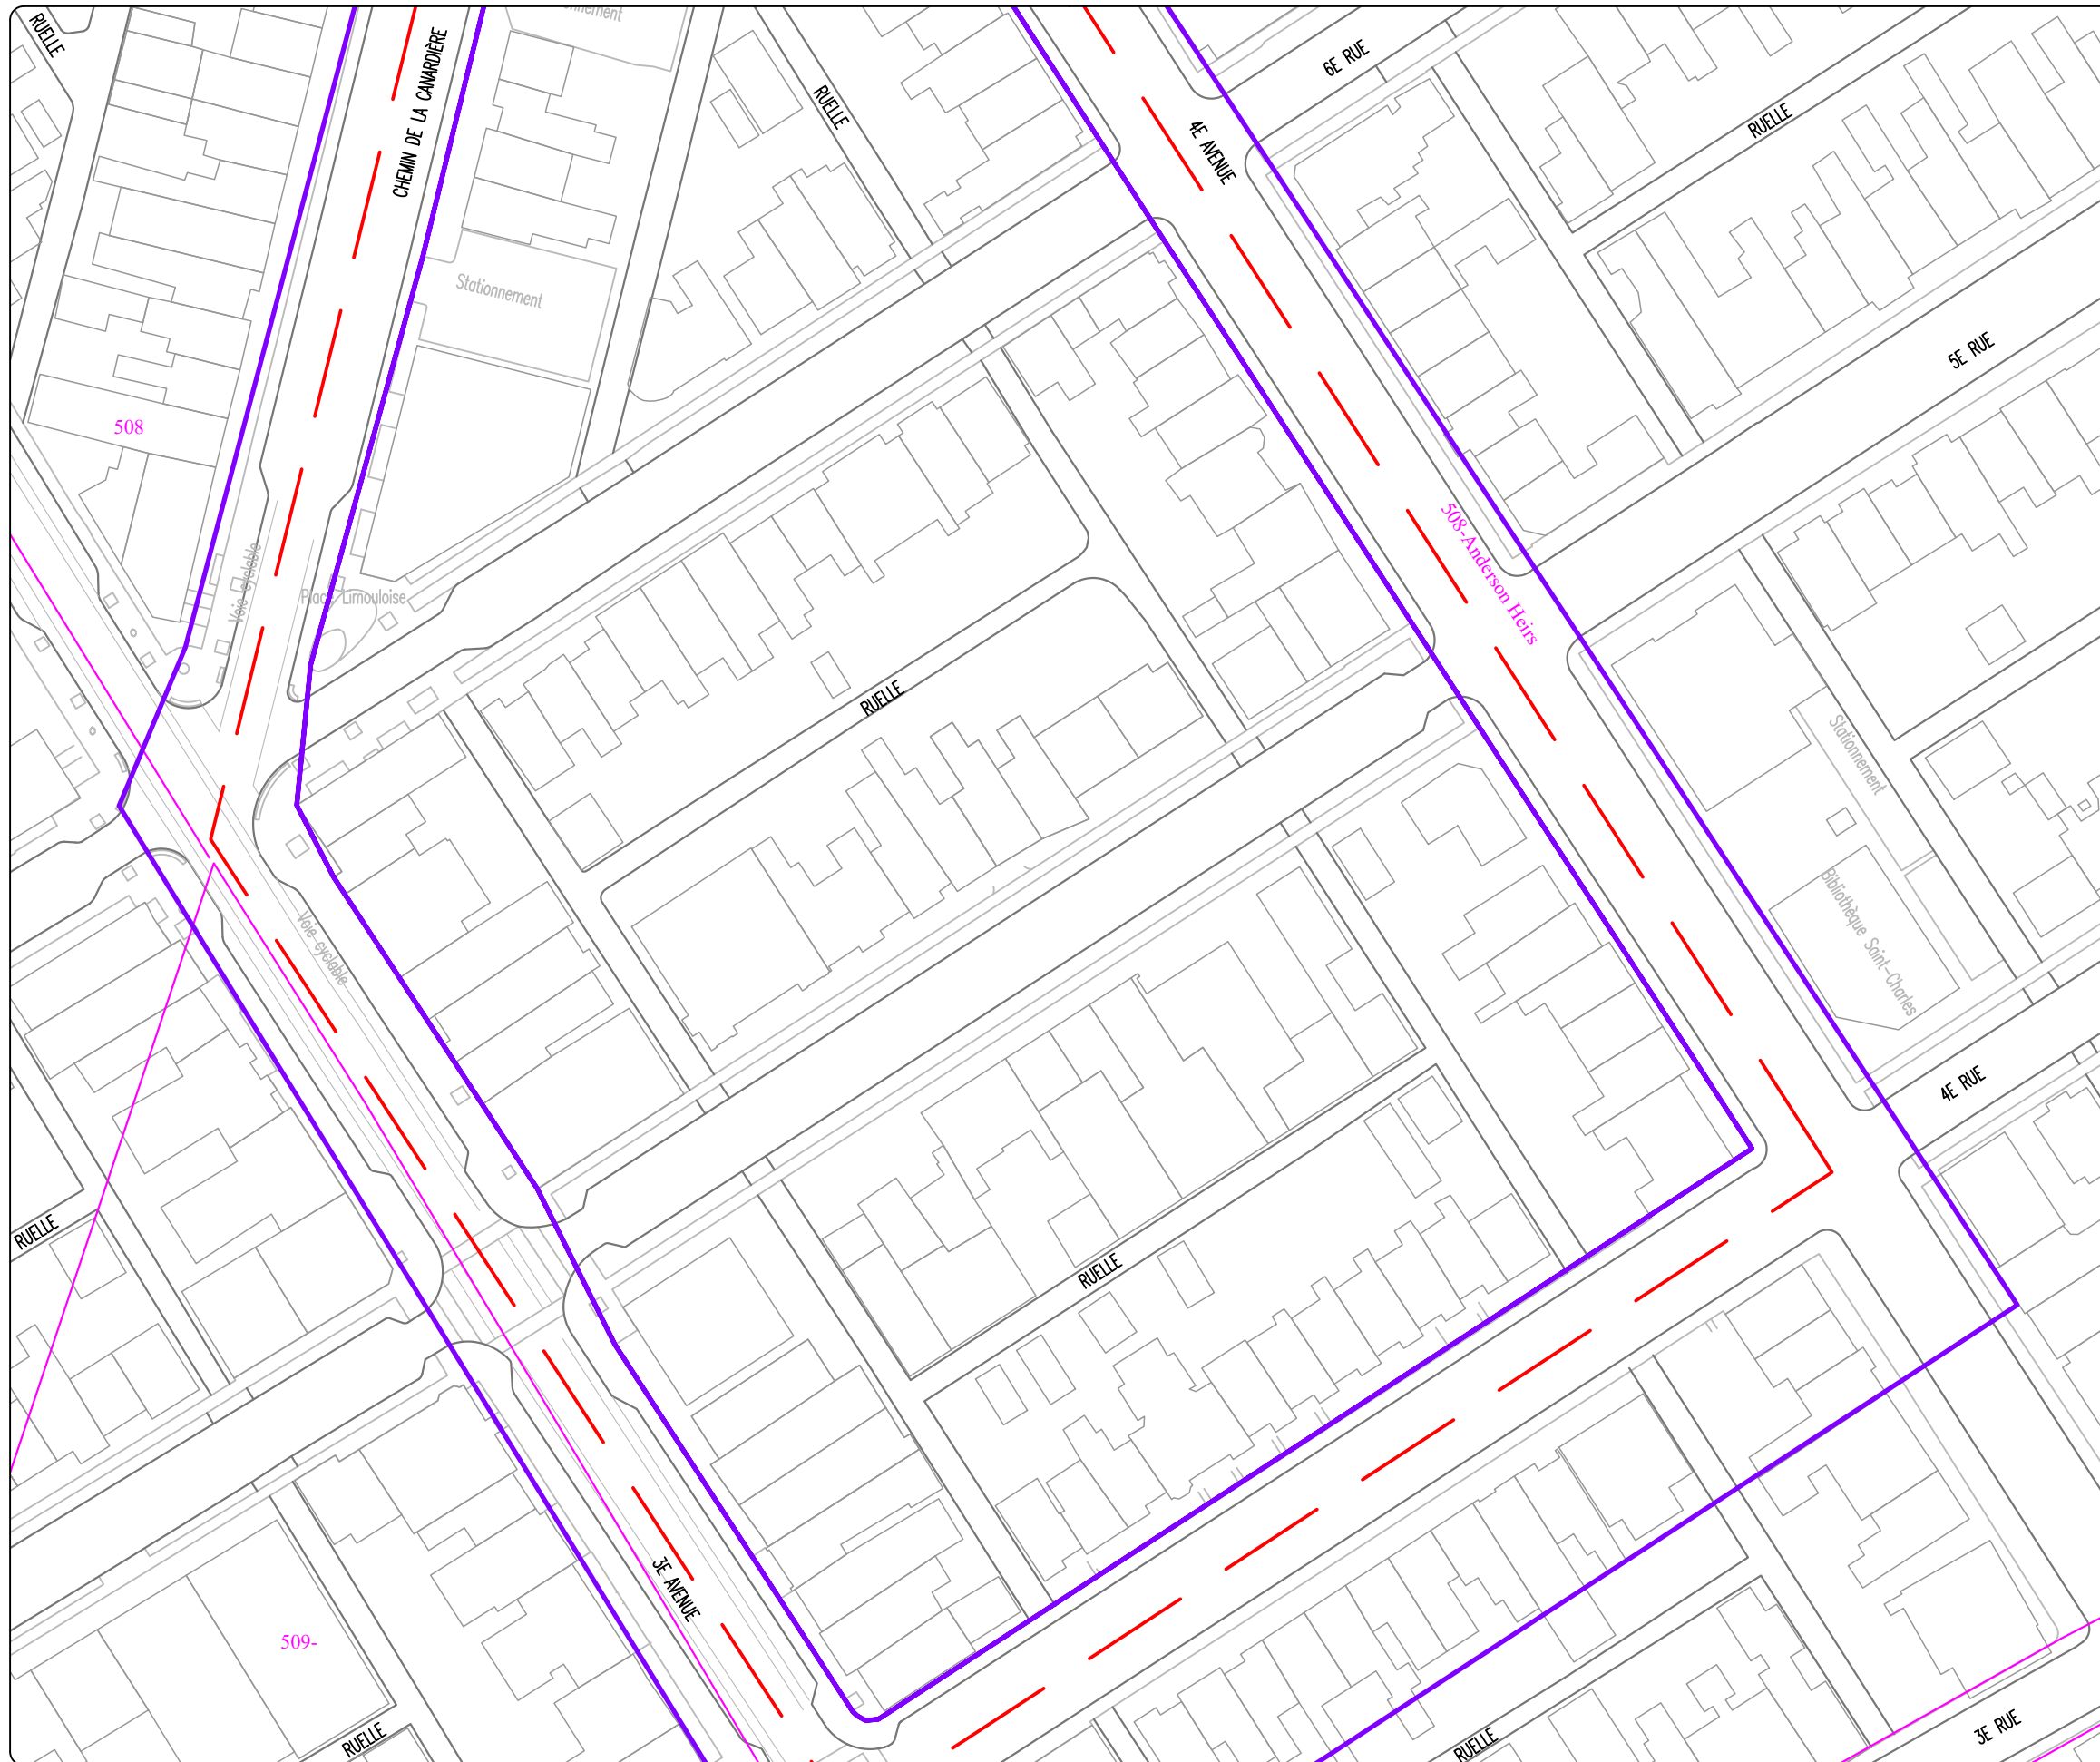 RUELLE
CHEMIN DE LA CANARDIÈRE
RUELLE
6E RUE
4E AVENUE
RUELLE
Stationnement
5E RUE
508
508-Anderson Heirs
Voie cyclable
Place Limouloise
RUELLE
Stationnement
Bibliothèque Saint-Charles
Voie cyclable
4E RUE
RUELLE
RUELLE
3E AVENUE
509-
RUELLE
RUELLE
3E RUE